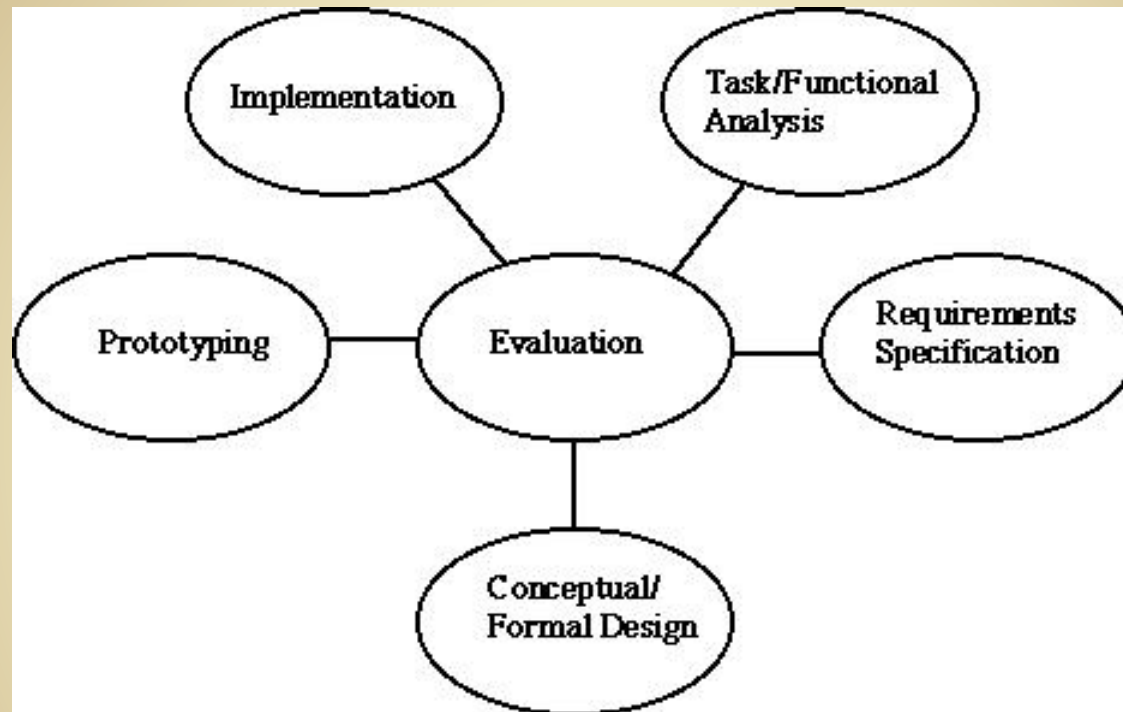 Implementation
Task/Functional
Analysis
Prototyping
Evaluation
Requirements
Specification
Conceptual/
Formal Design